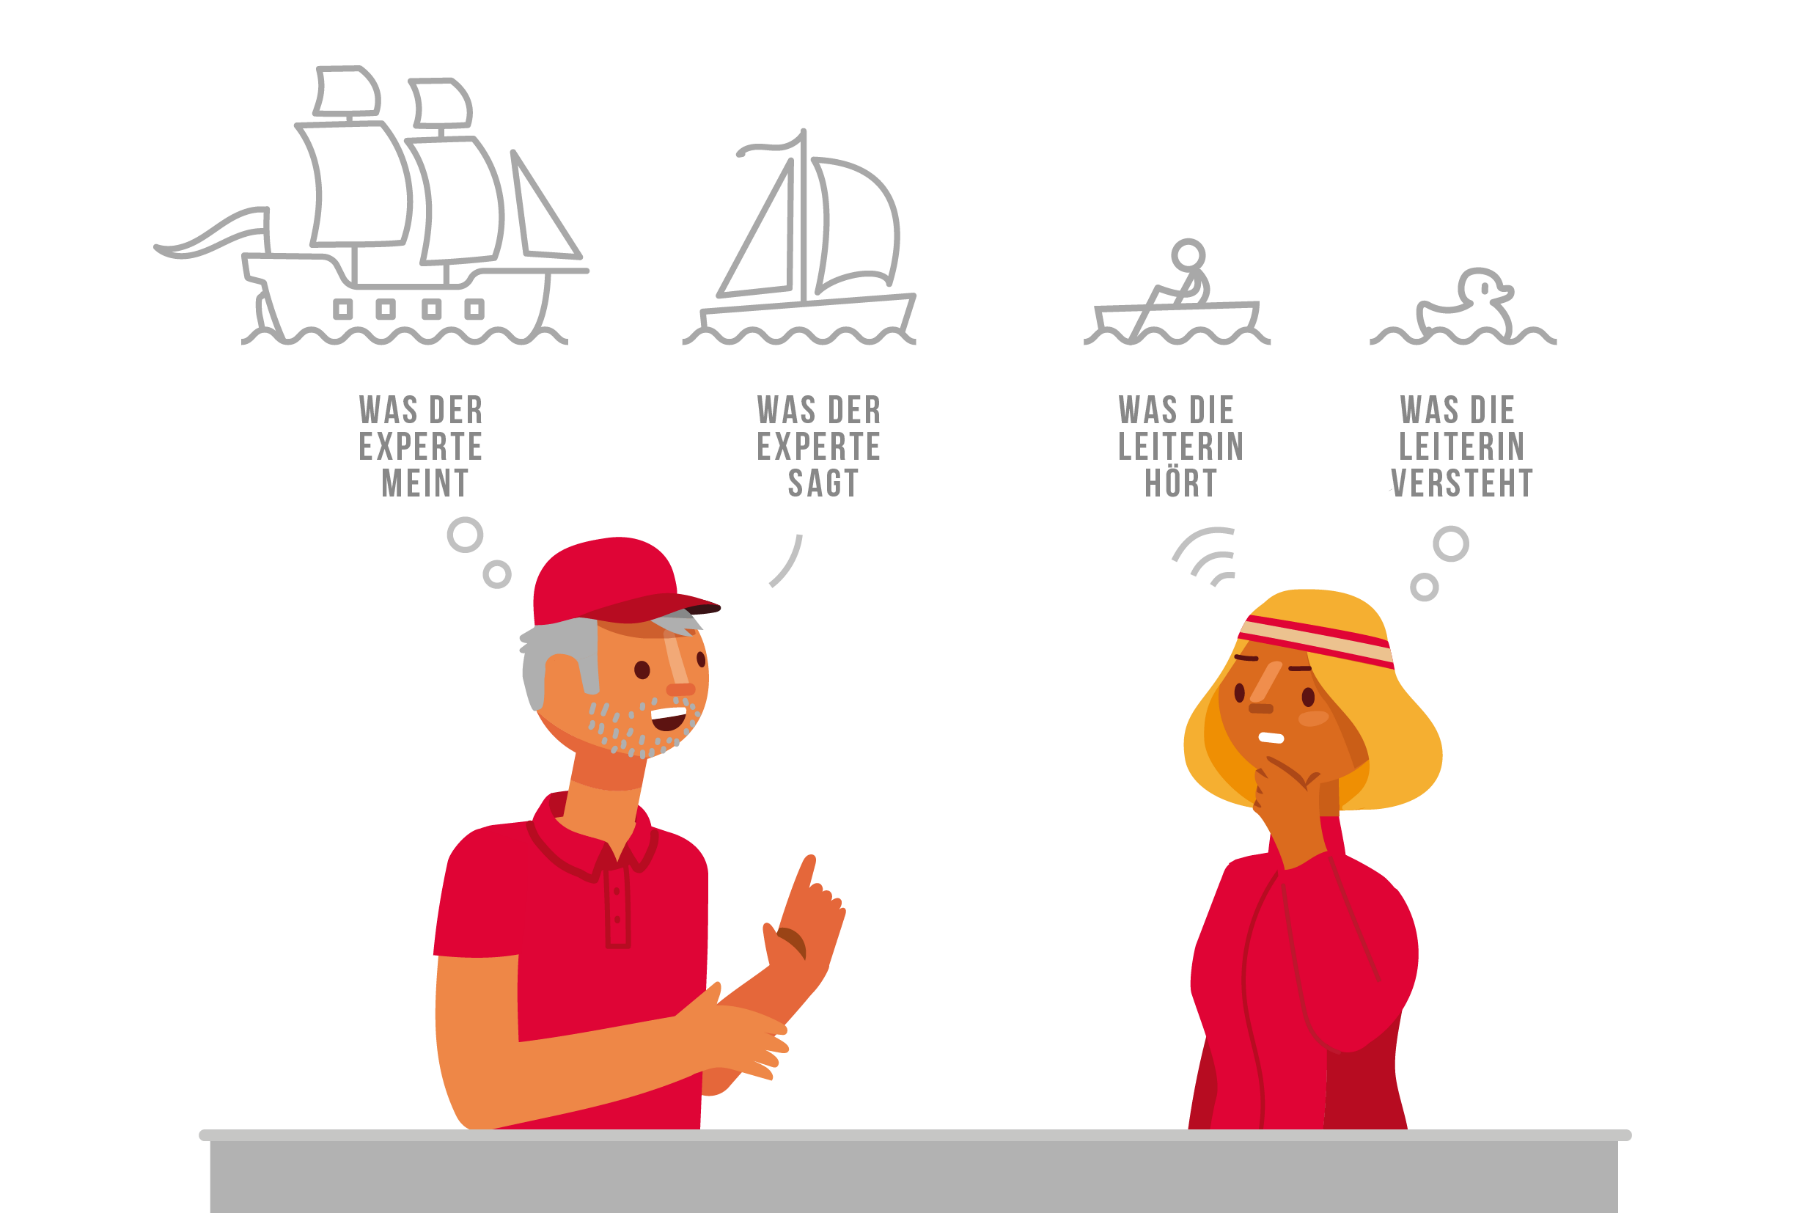 WAS DER
EXPERTE
MEINT
WAS DER
EXPERTE
SAGT
WAS DIE
LEITERIN
HÖRT
WAS DIE
LEITERIN
VERSTEHT